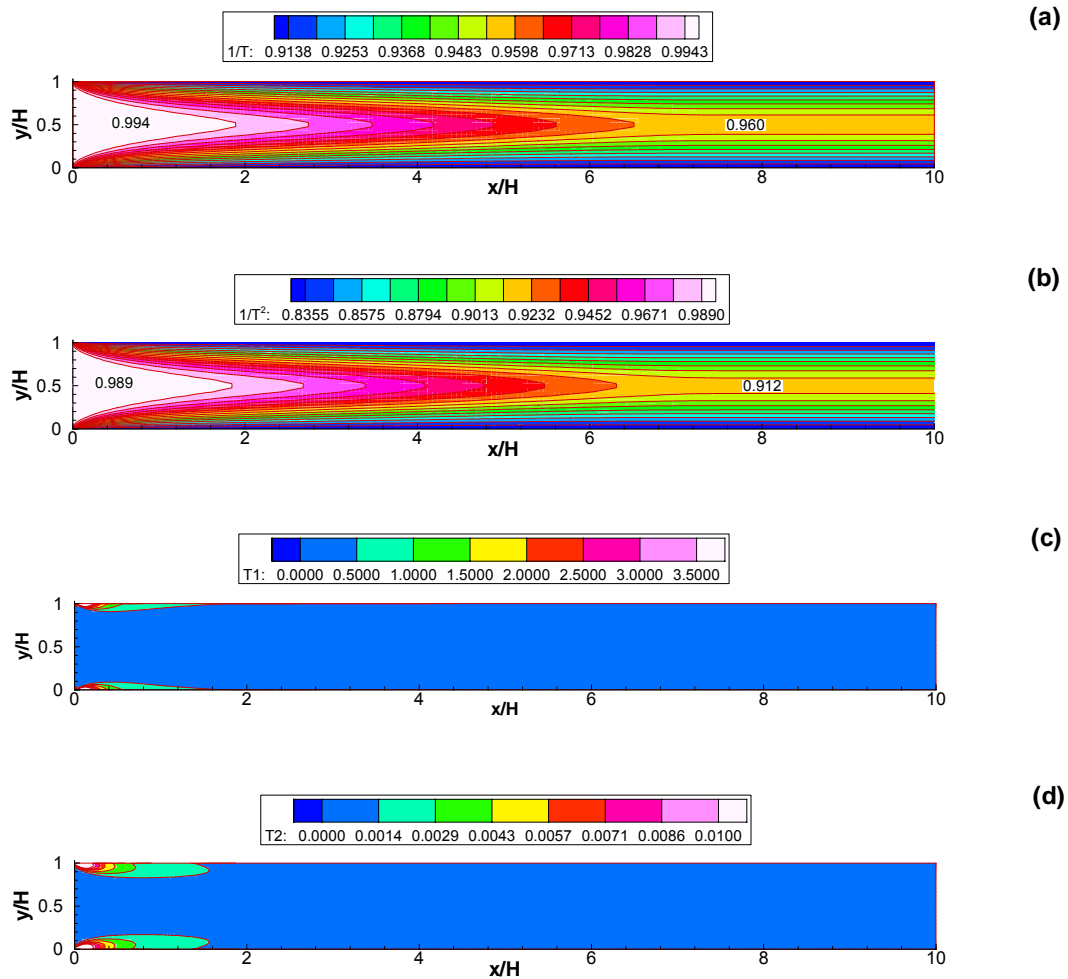 (a)
1/T: 0.9138 0.9253 0.9368 0.9483 0.9598 0.9713 0.9828 0.9943
y/H
1
0.5
0
0.994
0.960
0 2 4 6 8 10
x/H
(b)
1/T²: 0.8355 0.8575 0.8794 0.9013 0.9232 0.9452 0.9671 0.9890
y/H
1
0.5
0
0.989
0.912
0 2 4 6 8 10
x/H
(c)
T1: 0.0000 0.5000 1.0000 1.5000 2.0000 2.5000 3.0000 3.5000
y/H
1
0.5
0
0 2 4 6 8 10
x/H
(d)
T2: 0.0000 0.0014 0.0029 0.0043 0.0057 0.0071 0.0086 0.0100
y/H
1
0.5
0
0 2 4 6 8 10
x/H